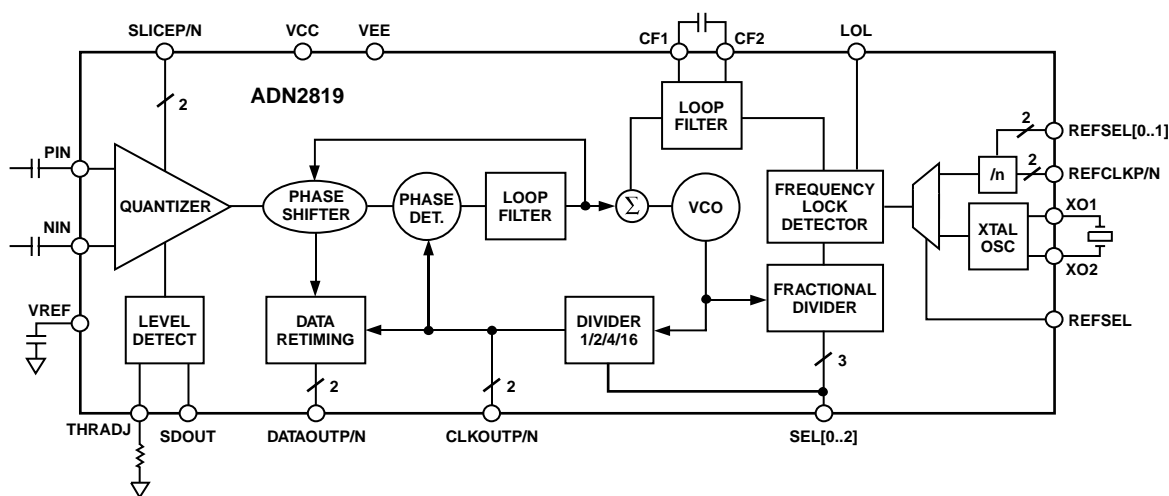 SLICEP/N
VCC
VEE
CF1
CF2
LOL
ADN2819
2
LOOP
FILTER
2
REFSEL[0..1]
PIN
/n
2
REFCLKP/N
QUANTIZER
PHASE
SHIFTER
PHASE
DET.
LOOP
FILTER
Σ
VCO
FREQUENCY
LOCK
DETECTOR
XTAL
OSC
XO1
XO2
NIN
VREF
LEVEL
DETECT
DATA
RETIMING
DIVIDER
1/2/4/16
FRACTIONAL
DIVIDER
REFSEL
2
2
3
THRADJ
SDOUT
DATAOUTP/N
CLKOUTP/N
SEL[0..2]